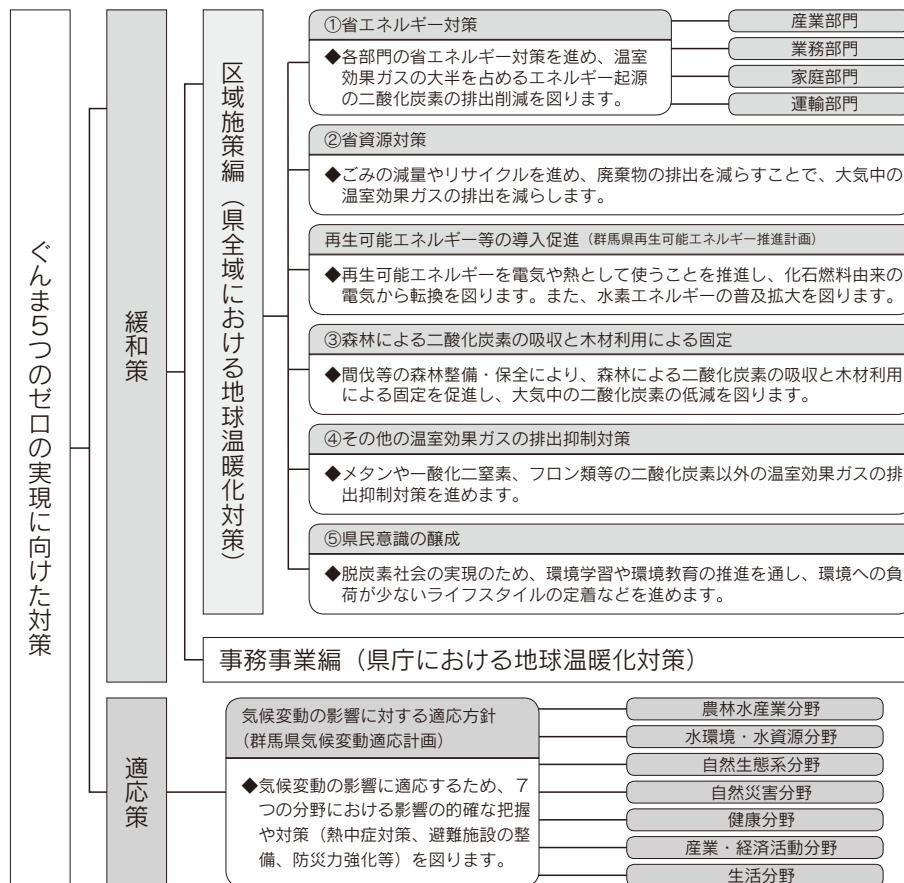 ぐんま5つのゼロの実現に向けた対策
緩和策
区域施策編（県全域における地球温暖化対策）
①省エネルギー対策
◆各部門の省エネルギー対策を進め、温室
効果ガスの大半を占めるエネルギー起源
の二酸化炭素の排出削減を図ります。
産業部門
業務部門
家庭部門
運輸部門
②省資源対策
◆ごみの減量やリサイクルを進め、廃棄物の排出を減らすことで、大気中の
温室効果ガスの排出を減らします。
再生可能エネルギー等の導入促進（群馬県再生可能エネルギー推進計画）
◆再生可能エネルギーを電気や熱として使うことを推進し、化石燃料由来の
電気から転換を図ります。また、水素エネルギーの普及拡大を図ります。
③森林による二酸化炭素の吸収と木材利用による固定
◆間伐等の森林整備・保全により、森林による二酸化炭素の吸収と木材利用
による固定を促進し、大気中の二酸化炭素の低減を図ります。
④その他の温室効果ガスの排出抑制対策
◆メタンや一酸化二窒素、フロン類等の二酸化炭素以外の温室効果ガスの排
出抑制対策を進めます。
⑤県民意識の醸成
◆脱炭素社会の実現のため、環境学習や環境教育の推進を通し、環境への負
荷が少ないライフスタイルの定着などを進めます。
事務事業編（県庁における地球温暖化対策）
適応策
気候変動の影響に対する適応方針
（群馬県気候変動適応計画）
◆気候変動の影響に適応するため、7
つの分野における影響の的確な把握
や対策（熱中症対策、避難施設の整
備、防災力強化等）を図ります。
農林水産業分野
水環境・水資源分野
自然生態系分野
自然災害分野
健康分野
産業・経済活動分野
生活分野